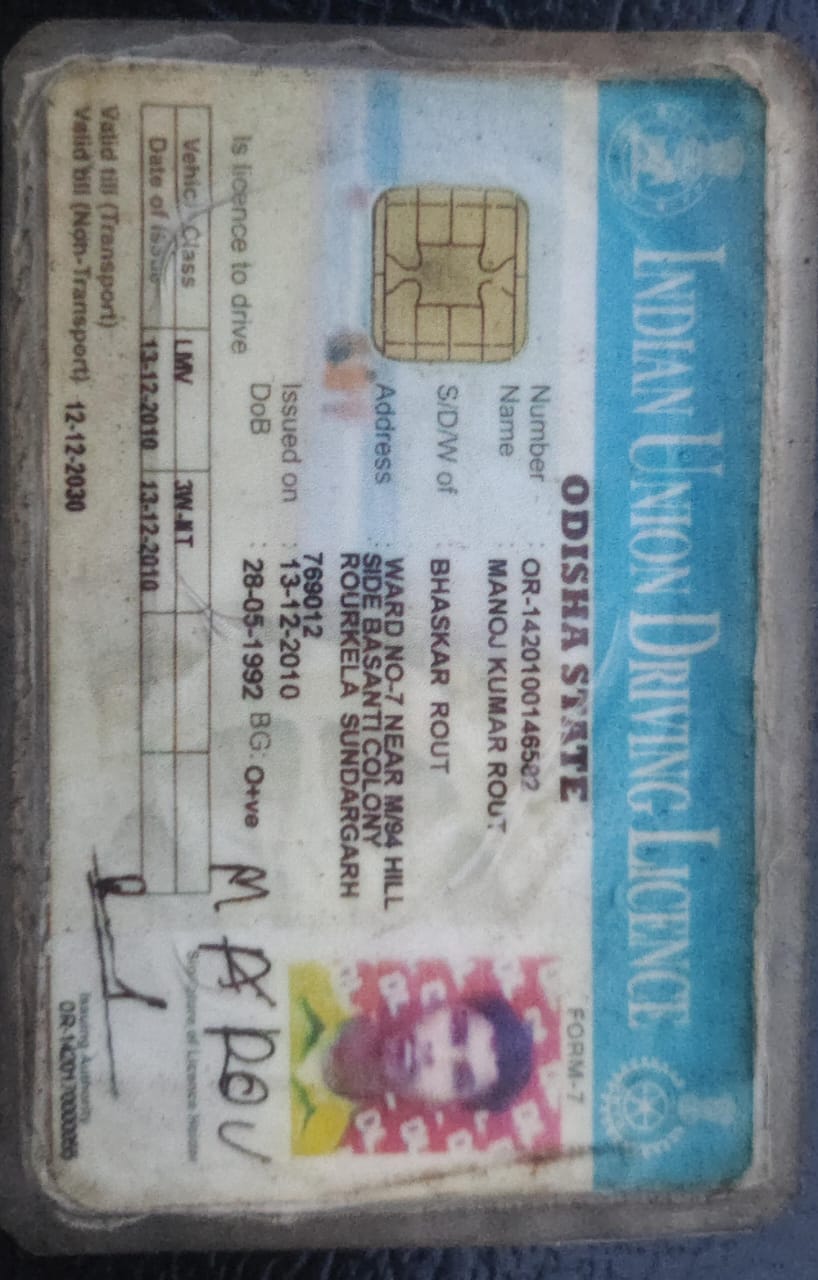 INDIAN UNION DRIVING LICENCE
ODISHA STATE
FORM-7
Number : OR-1420100146502
Name : MANOJ KUMAR ROUT
S/D/W of : BHASKAR ROUT
Address : WARD NO-7 NEAR M/94 HILL
SIDE BASANTI COLONY
ROURKELA SUNDARGARH
769012
Issued on : 13-12-2010
DoB : 28-05-1992 BG: O+ve
Is licence to drive
M K ROU
Signature of Licence Holder
Vehicl Class LMV 3W-NT
Date of Issue 13-12-2010 13-12-2010
Valid till (Transport)
Valid till (Non-Transport) 12-12-2030
Issuing Authority